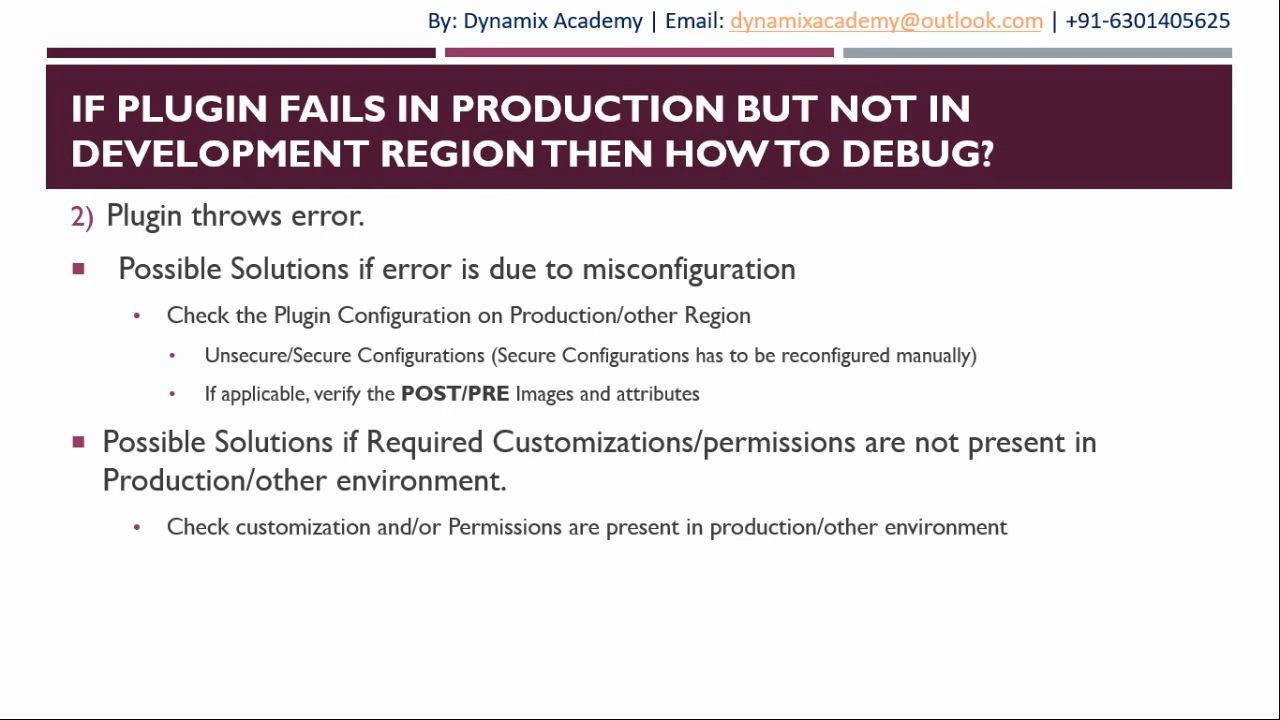 By: Dynamix Academy | Email: dynamixacademy@outlook.com | +91-6301405625
IF PLUGIN FAILS IN PRODUCTION BUT NOT IN
DEVELOPMENT REGION THEN HOW TO DEBUG?
2) Plugin throws error.
■ Possible Solutions if error is due to misconfiguration
• Check the Plugin Configuration on Production/other Region
• Unsecure/Secure Configurations (Secure Configurations has to be reconfigured manually)
• If applicable, verify the POST/PRE Images and attributes
■ Possible Solutions if Required Customizations/permissions are not present in
Production/other environment.
• Check customization and/or Permissions are present in production/other environment